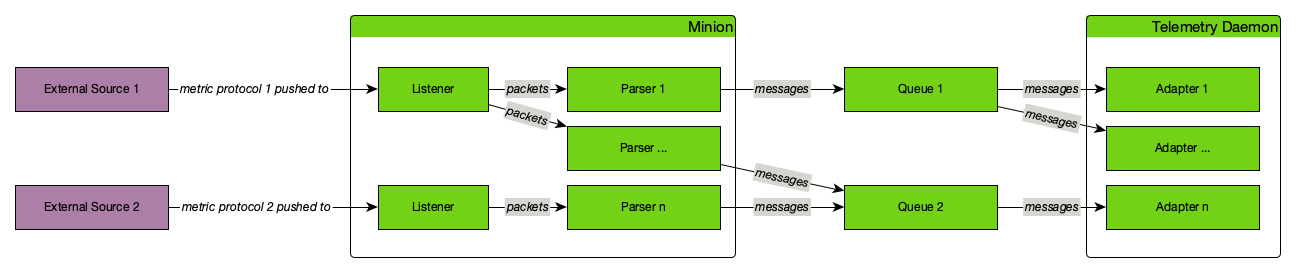 Minion
Telemetry Daemon
External Source 1
metric protocol 1 pushed to
Listener
packets
Parser 1
messages
Queue 1
messages
Adapter 1
packets
messages
Parser ...
Adapter ...
messages
External Source 2
metric protocol 2 pushed to
Listener
packets
Parser n
messages
Queue 2
messages
Adapter n